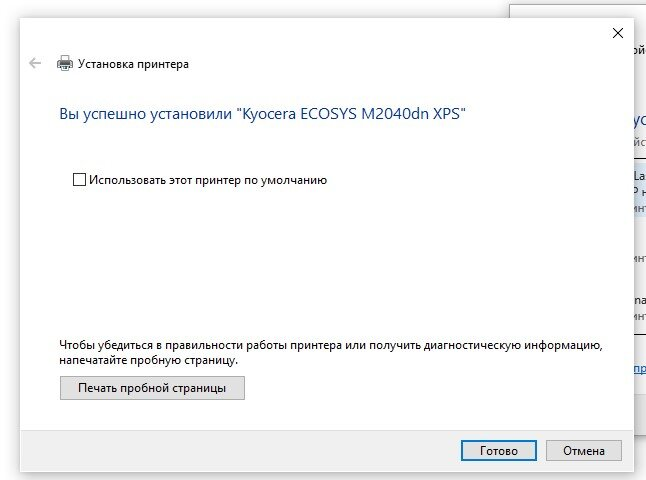 Установка принтера
Вы успешно установили "Kyocera ECOSYS M2040dn XPS"
Использовать этот принтер по умолчанию
Чтобы убедиться в правильности работы принтера или получить диагностическую информацию,
напечатайте пробную страницу.
Печать пробной страницы
Готово
Отмена